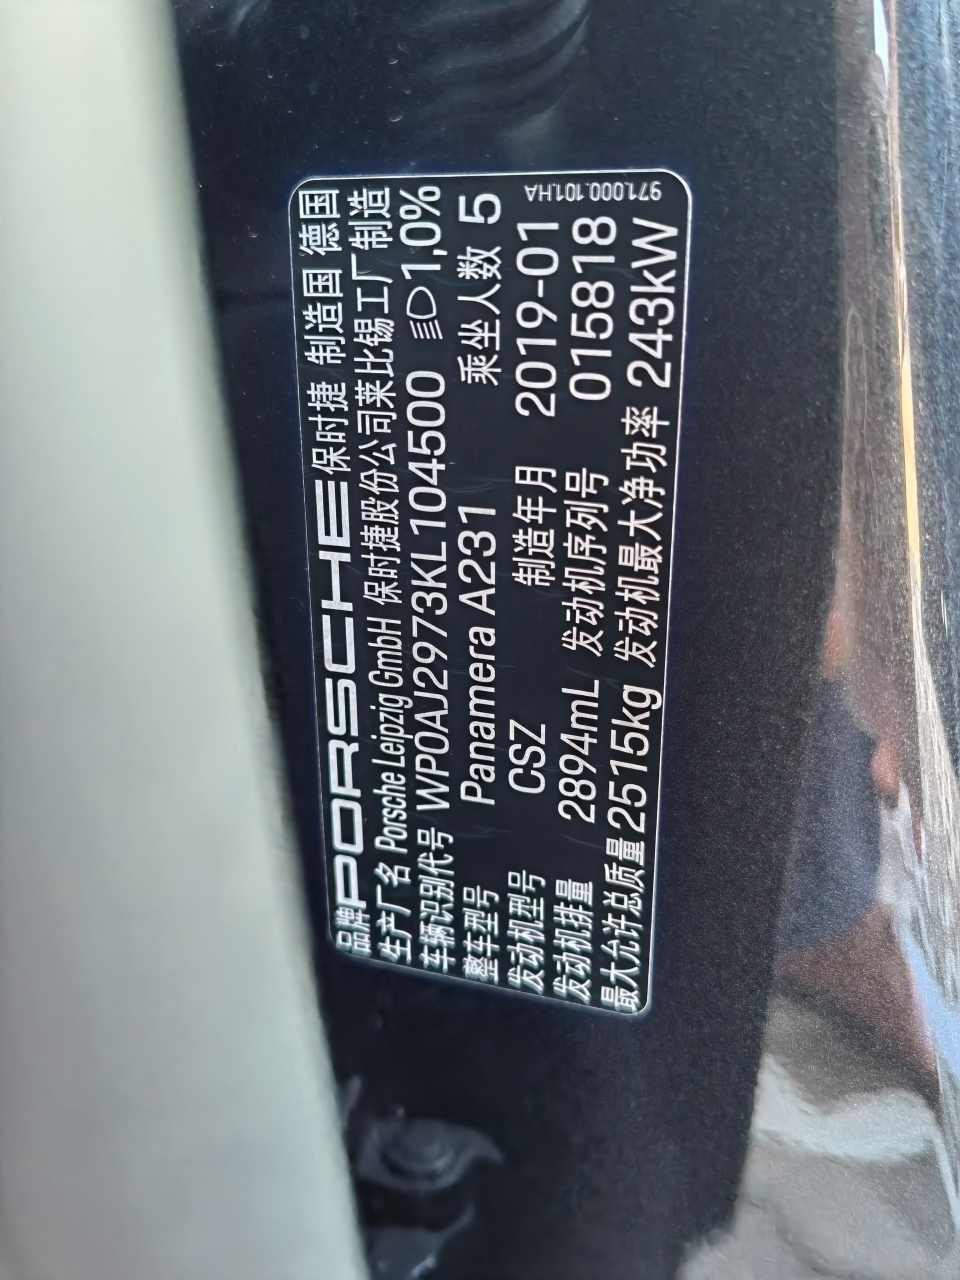 品牌 PORSCHE 保时捷 制造国 德国
生产厂名 Porsche Leipzig GmbH 保时捷股份公司莱比锡工厂制造
车辆识别代号 WP0AJ2973KL104500 1,0%
整车型号 Panamera A231 乘坐人数 5
发动机型号 CSZ 制造年月 2019-01
发动机排量 2894mL 发动机序列号 015818
最大允许总质量 2515kg 发动机最大净功率 243kW
971.000.101.HA